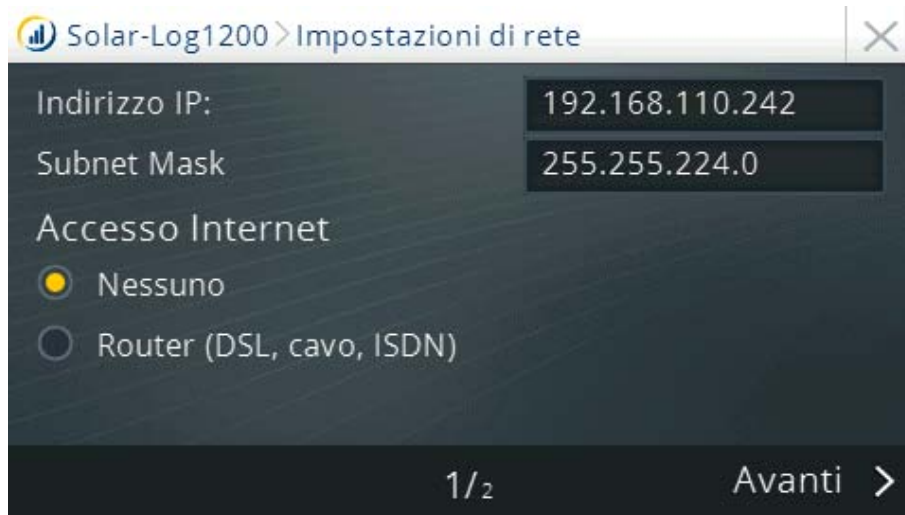 Solar-Log1200 > Impostazioni di rete
Indirizzo IP: 192.168.110.242
Subnet Mask 255.255.224.0
Accesso Internet
Nessuno
Router (DSL, cavo, ISDN)
1/2 Avanti >